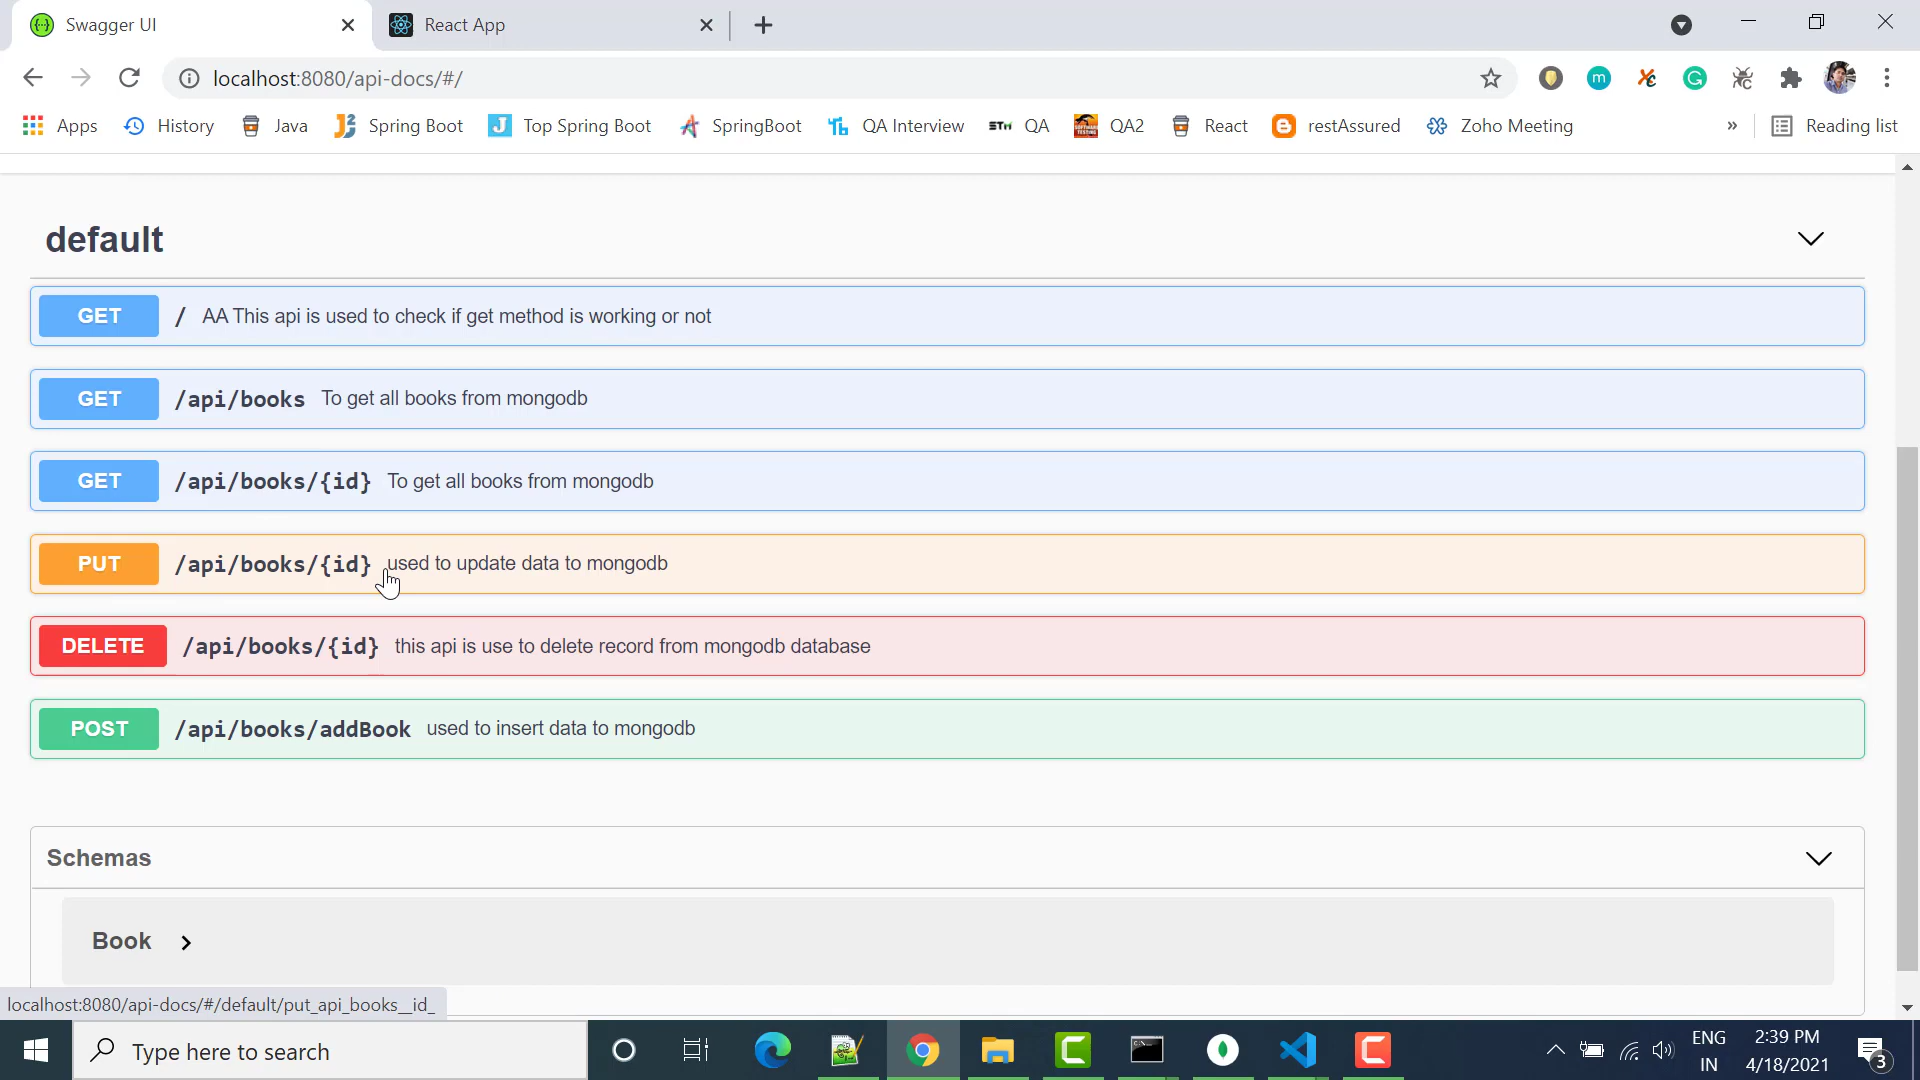 Swagger UI
React App
localhost:8080/api-docs/#/
Apps History Java Spring Boot Top Spring Boot SpringBoot QA Interview STH QA QA2 React restAssured Zoho Meeting » Reading list
default
GET / AA This api is used to check if get method is working or not
GET /api/books To get all books from mongodb
GET /api/books/{id} To get all books from mongodb
PUT /api/books/{id} used to update data to mongodb
DELETE /api/books/{id} this api is use to delete record from mongodb database
POST /api/books/addBook used to insert data to mongodb
Schemas
Book
localhost:8080/api-docs/#/default/put_api_books__id_
Type here to search
ENG
IN
2:39 PM
4/18/2021
3